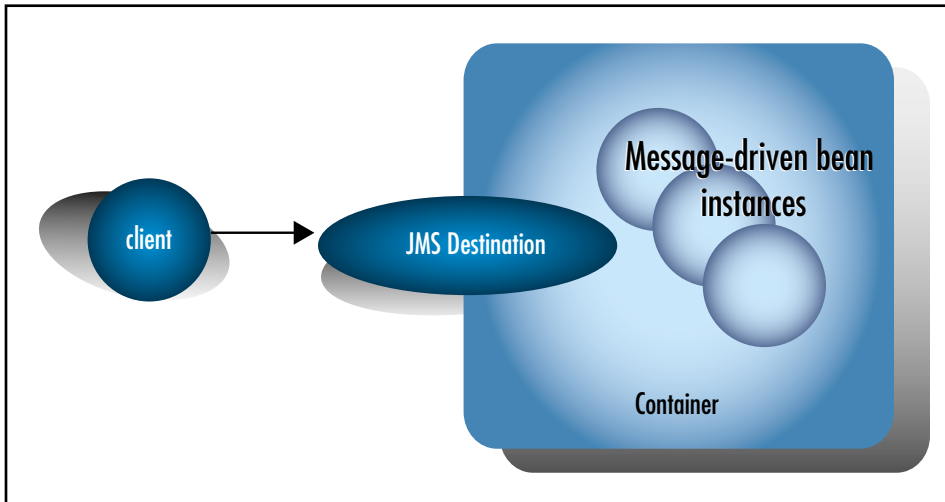 Message-driven bean
instances
client
JMS Destination
Container